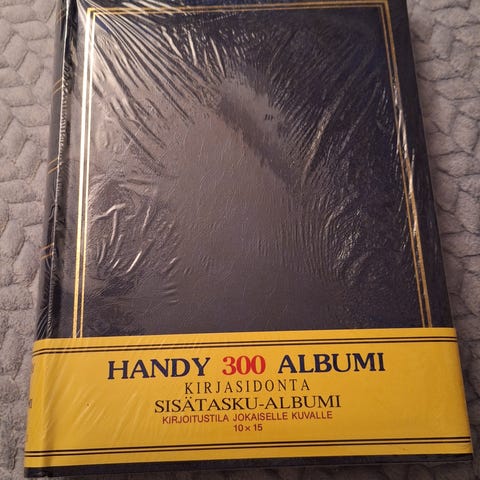 HANDY 300 ALBUMI
KIRJASIDONTA
SISÄTASKU-ALBUMI
KIRJOITUSTILA JOKAISELLE KUVALLE
10 x 15